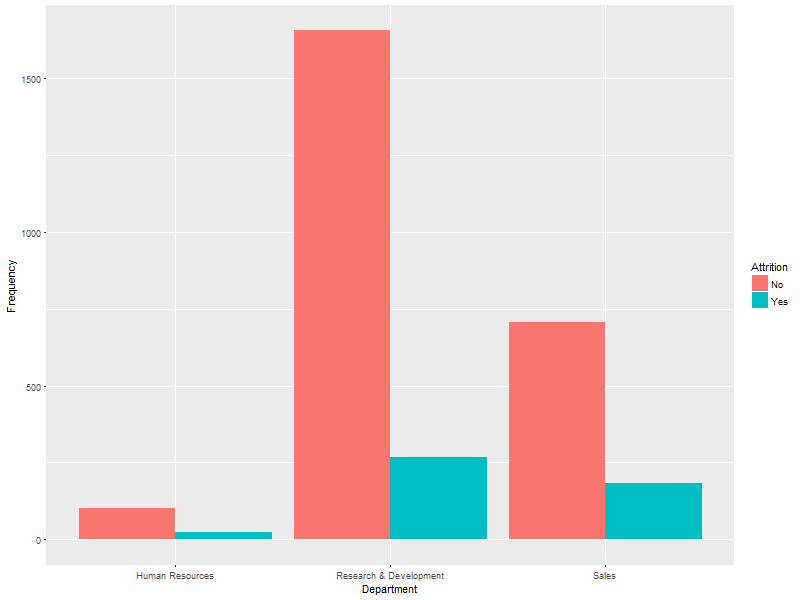 1500
1000
500
0
Frequency
Human Resources
Research & Development
Sales
Department
Attrition
No
Yes